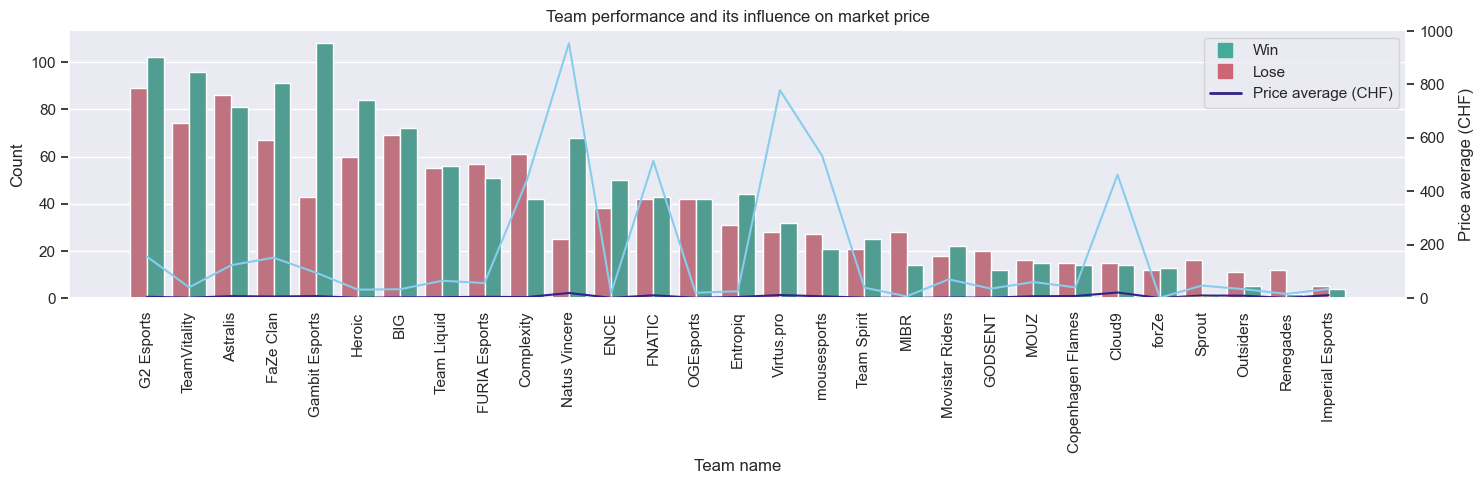 Team performance and its influence on market price
Count
100
80
60
40
20
0
1000
800
600
400
200
0
Price average (CHF)
Win
Lose
Price average (CHF)
G2 Esports
TeamVitality
Astralis
FaZe Clan
Gambit Esports
Heroic
BIG
Team Liquid
FURIA Esports
Complexity
Natus Vincere
ENCE
FNATIC
OGEsports
Entropiq
Virtus.pro
mousesports
Team Spirit
MIBR
Movistar Riders
GODSENT
MOUZ
Copenhagen Flames
Cloud9
forZe
Sprout
Outsiders
Renegades
Imperial Esports
Team name